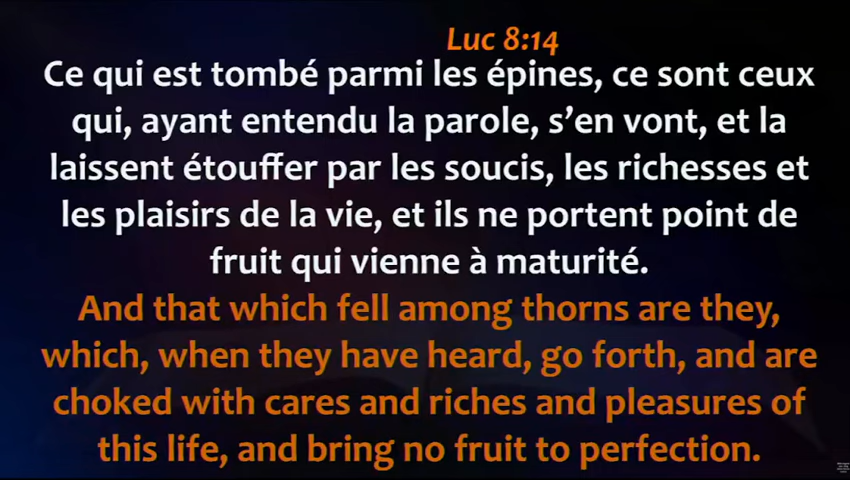 Luc 8:14
Ce qui est tombé parmi les épines, ce sont ceux
qui, ayant entendu la parole, s’en vont, et la
laissent étouffer par les soucis, les richesses et
les plaisirs de la vie, et ils ne portent point de
fruit qui vienne à maturité.
And that which fell among thorns are they,
which, when they have heard, go forth, and are
choked with cares and riches and pleasures of
this life, and bring no fruit to perfection.